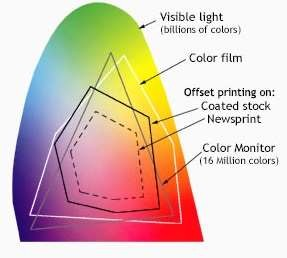 Visible light
(billions of colors)
Color film
Offset printing on:
Coated stock
Newsprint
Color Monitor
(16 Million colors)